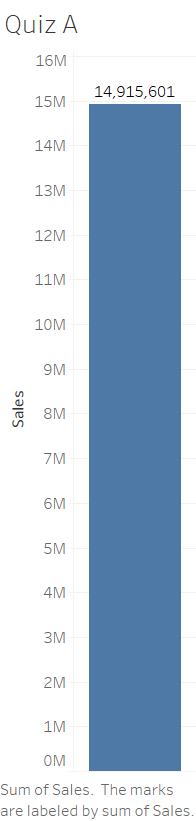 Quiz A
16M
14,915,601
15M
14M
13M
12M
11M
10M
9M
Sales
8M
7M
6M
5M
4M
3M
2M
1M
0M
Sum of Sales. The marks
are labeled by sum of Sales.